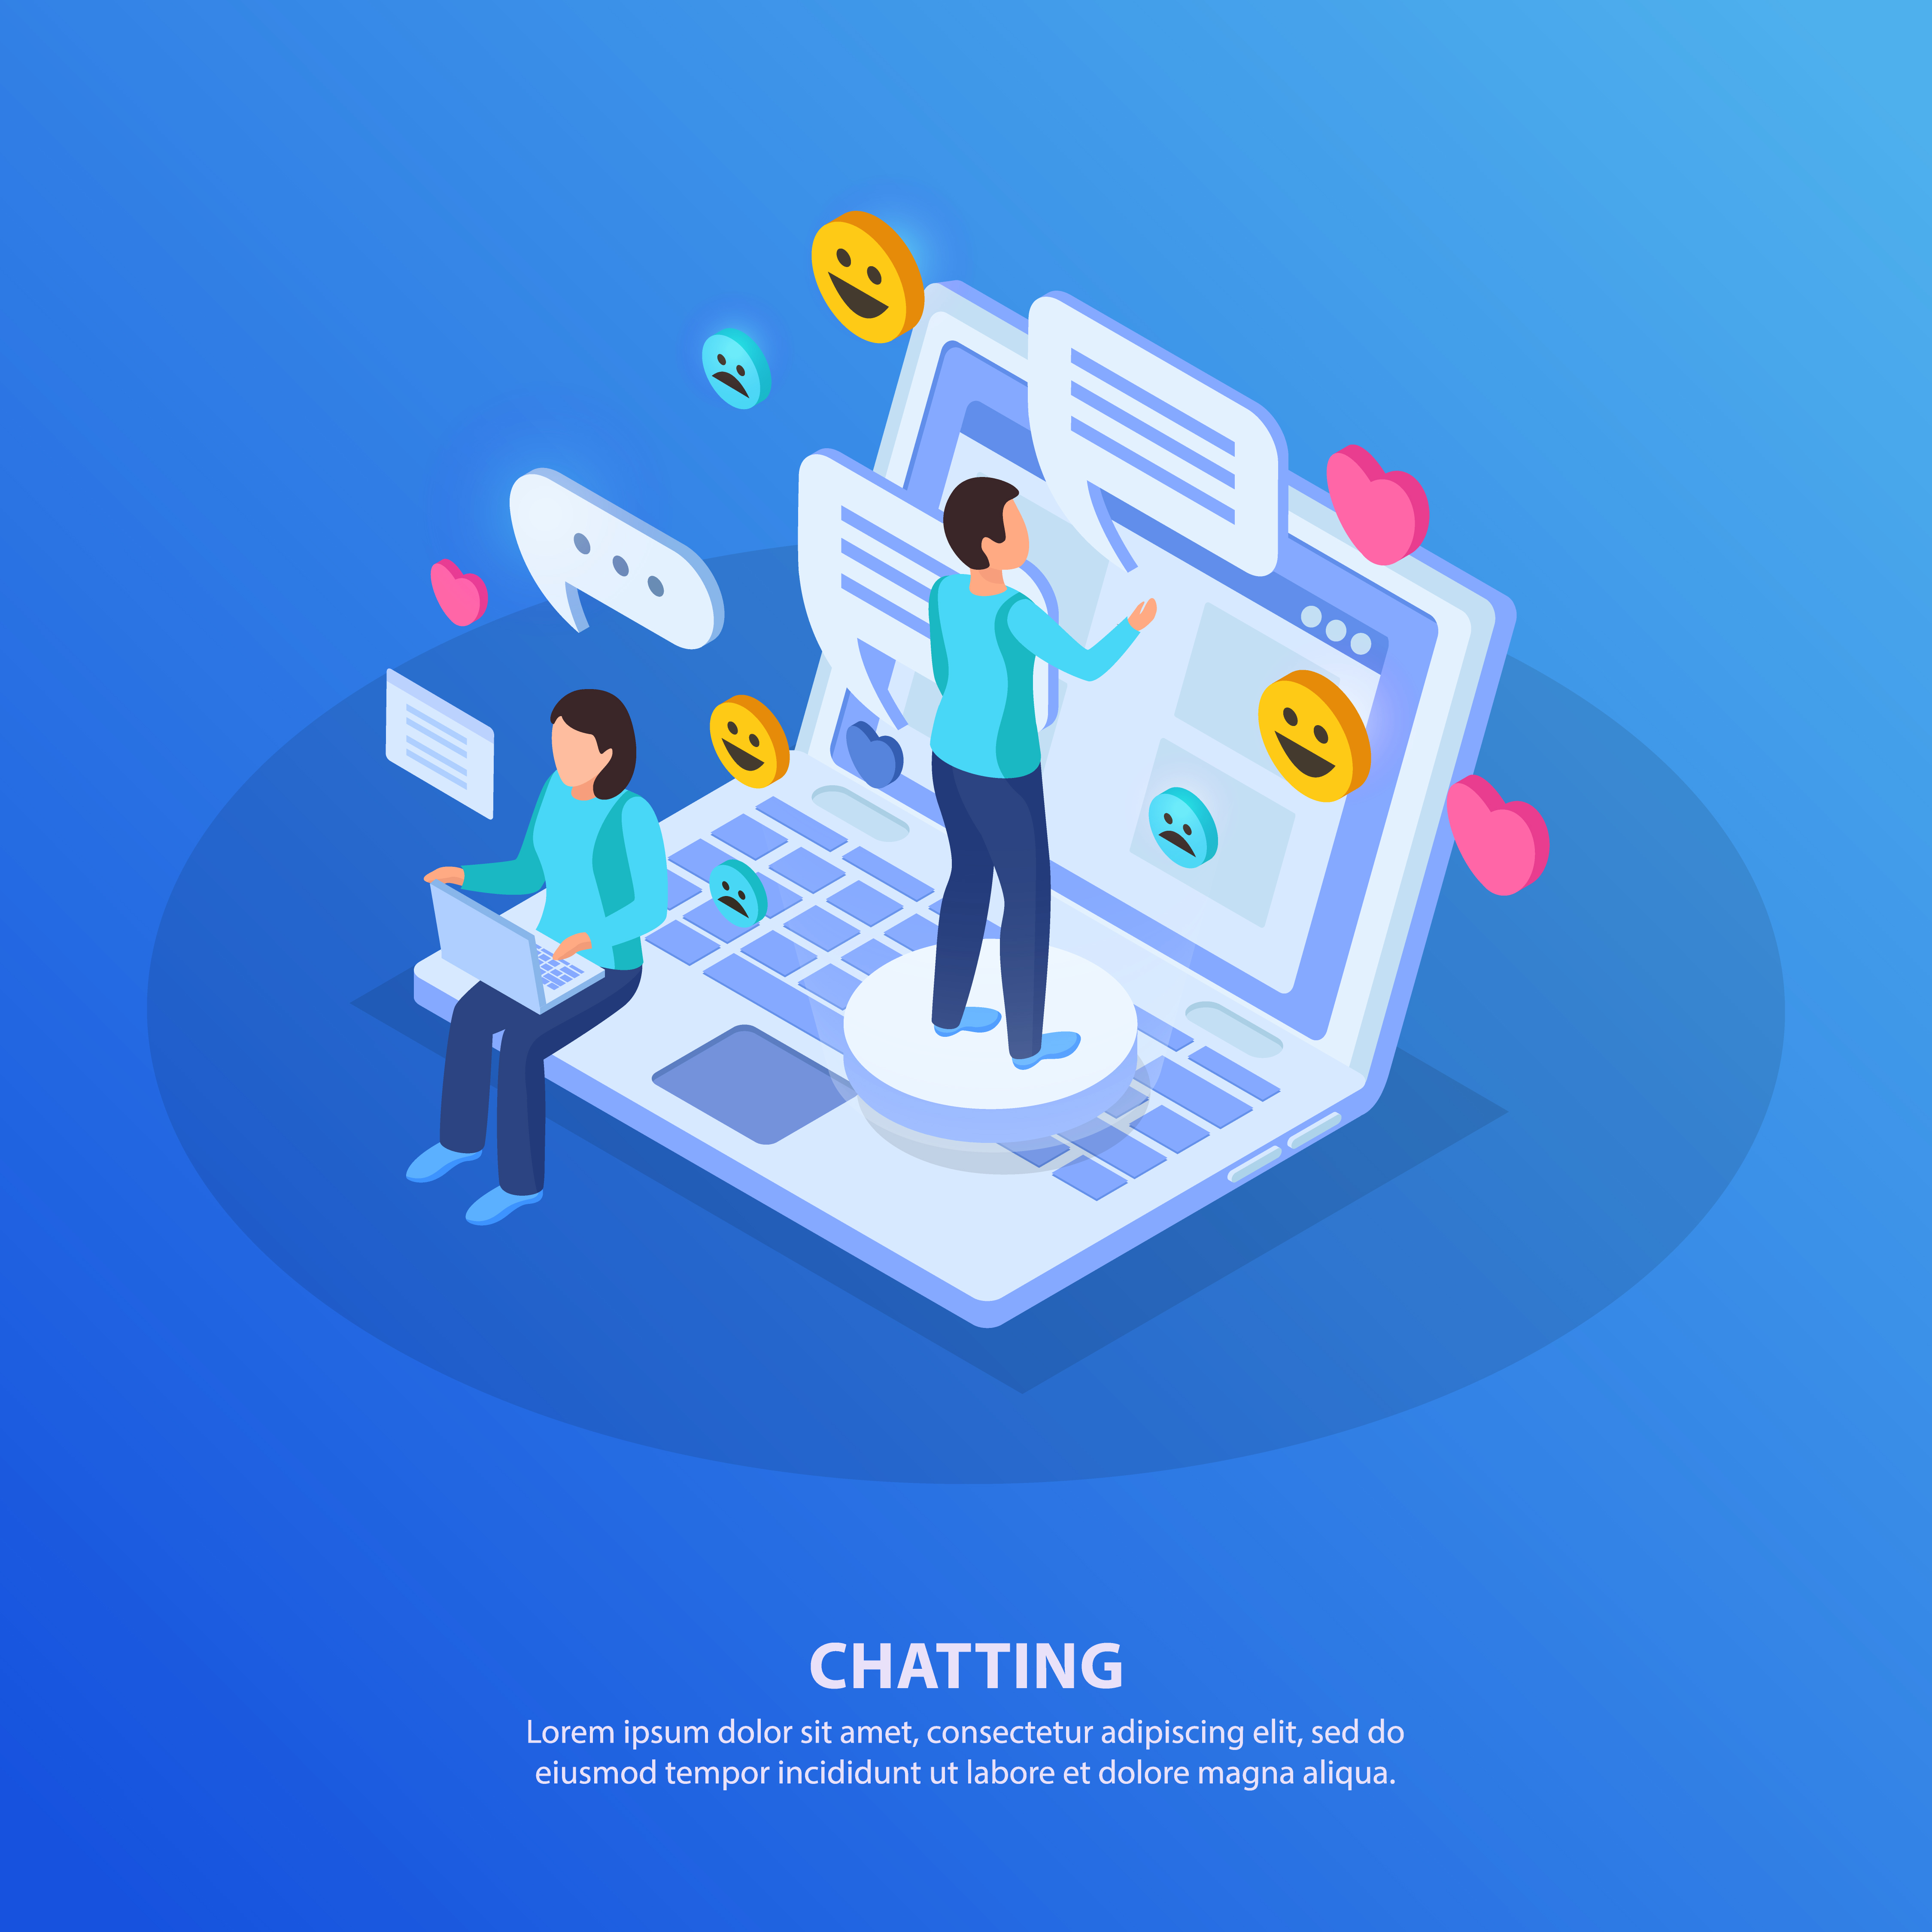 CHATTING
Lorem ipsum dolor sit amet, consectetur adipiscing elit, sed do
eiusmod tempor incididunt ut labore et dolore magna aliqua.